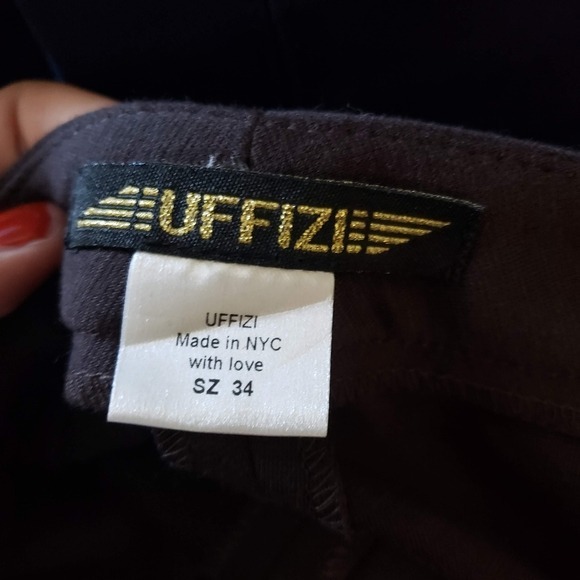 UFFIZI
UFFIZI
Made in NYC
with love
SZ 34